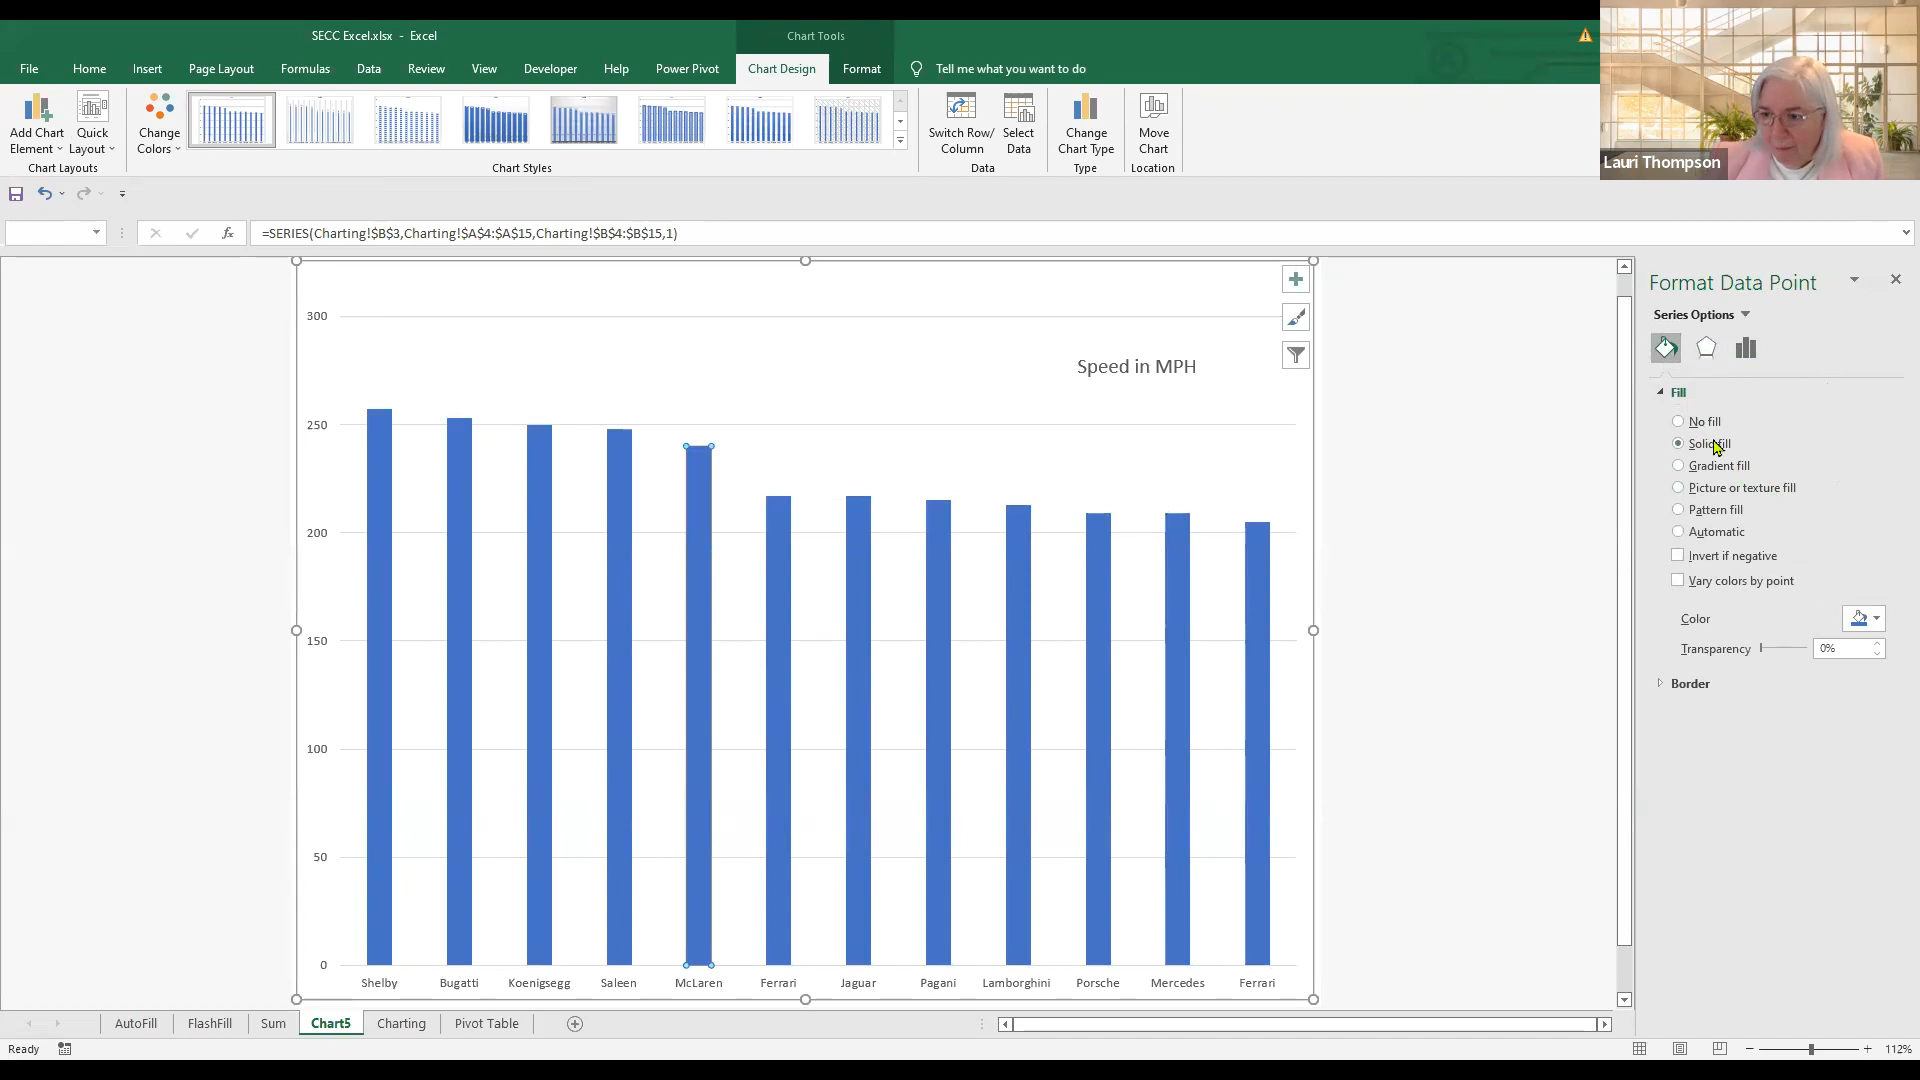 SECC Excel.xlsx - Excel
Chart Tools
File Home Insert Page Layout Formulas Data Review View Developer Help Power Pivot Chart Design Format Tell me what you want to do
Add Chart Element
Quick Layout
Chart Layouts
Change Colors
Chart Styles
Switch Row/ Column
Select Data
Data
Change Chart Type
Type
Move Chart
Location
Lauri Thompson
fx =SERIES(Charting!$B$3,Charting!$A$4:$A$15,Charting!$B$4:$B$15,1)
Speed in MPH
300
250
200
150
100
50
0
Shelby Bugatti Koenigsegg Saleen McLaren Ferrari Jaguar Pagani Lamborghini Porsche Mercedes Ferrari
Format Data Point
Series Options
Fill
No fill
Solid fill
Gradient fill
Picture or texture fill
Pattern fill
Automatic
Invert if negative
Vary colors by point
Color
Transparency 0%
Border
AutoFill FlashFill Sum Chart5 Charting Pivot Table
Ready
112%